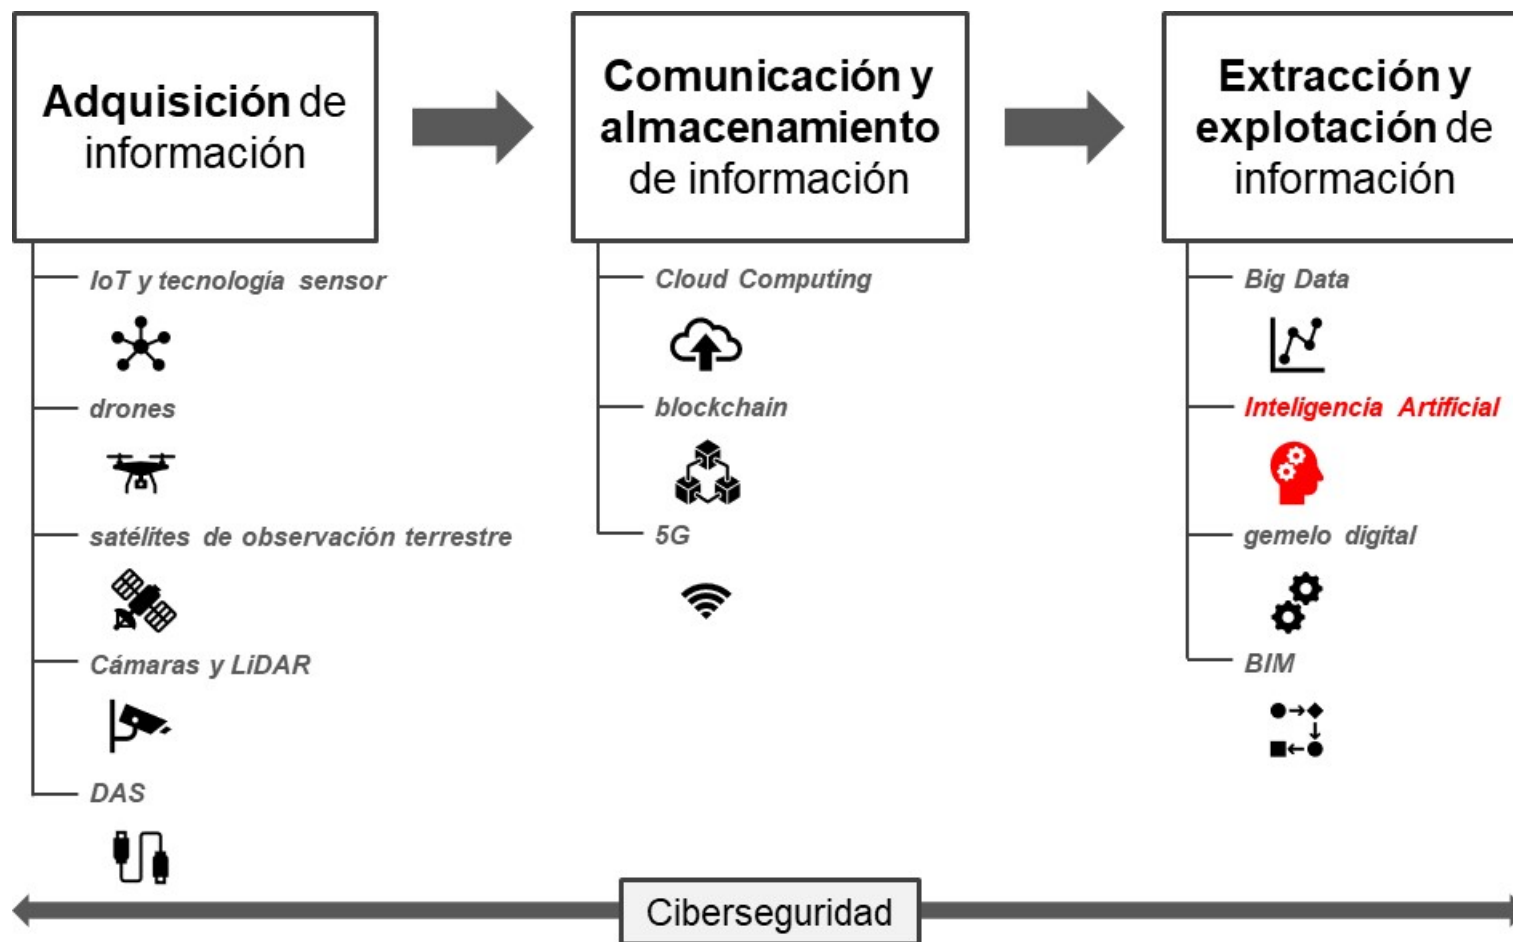 Adquisición de
información
Comunicación y
almacenamiento
de información
Extracción y
explotación de
información
IoT y tecnología sensor
drones
satélites de observación terrestre
Cámaras y LiDAR
DAS
Cloud Computing
blockchain
5G
Big Data
Inteligencia Artificial
gemelo digital
BIM
Ciberseguridad